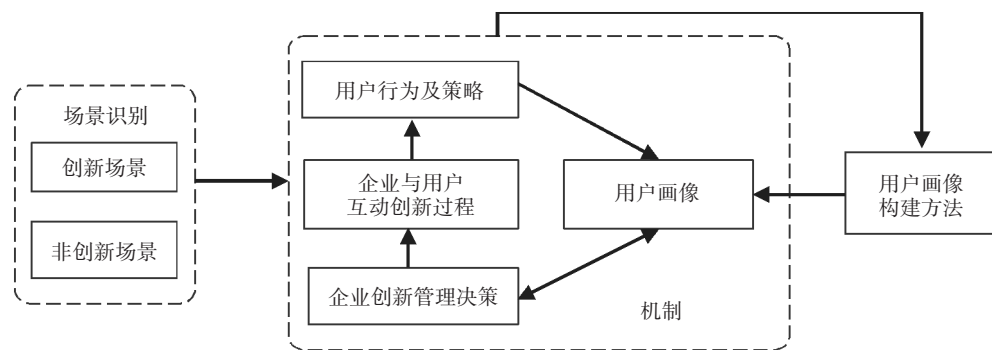 场景识别
创新场景
非创新场景
用户行为及策略
企业与用户
互动创新过程
企业创新管理决策
用户画像
机制
用户画像
构建方法